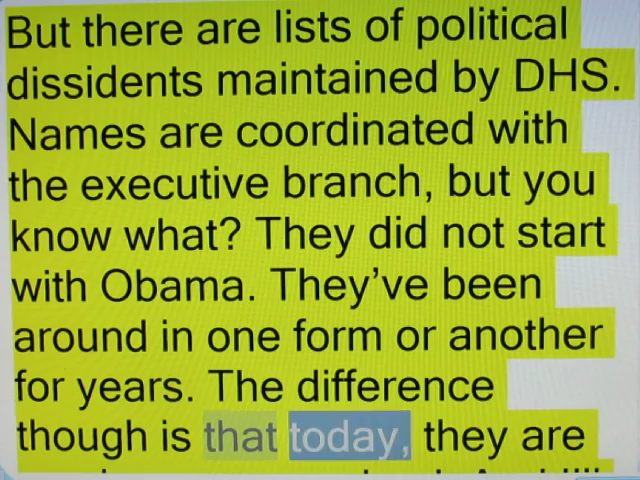 But there are lists of political
dissidents maintained by DHS.
Names are coordinated with
the executive branch, but you
know what? They did not start
with Obama. They’ve been
around in one form or another
for years. The difference
though is that today, they are